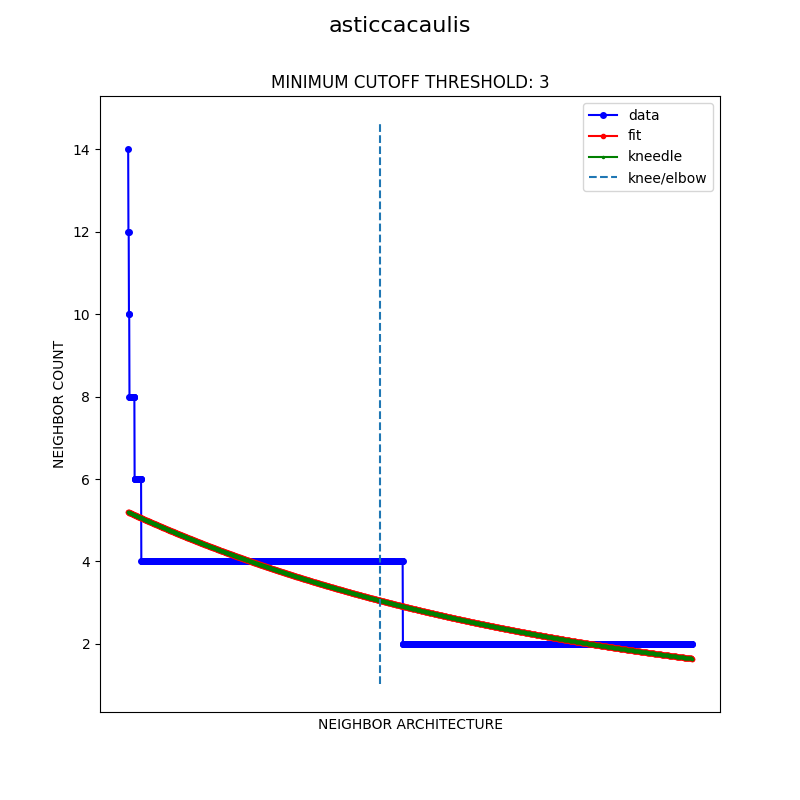 asticcacaulis
MINIMUM CUTOFF THRESHOLD: 3
data
fit
kneedle
knee/elbow
14
12
10
8
6
4
2
NEIGHBOR COUNT
NEIGHBOR ARCHITECTURE